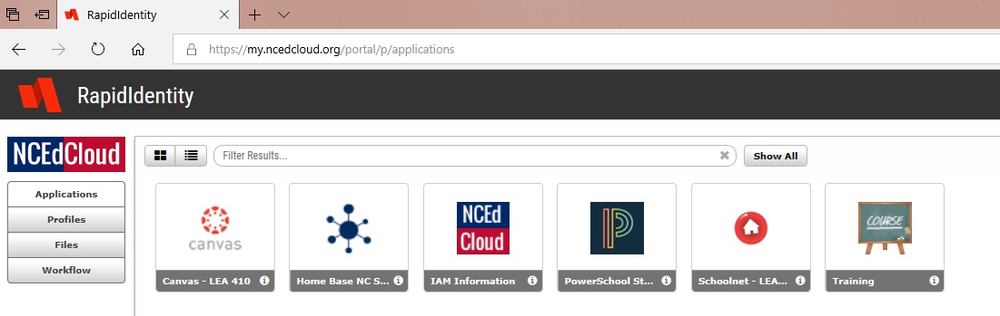 RapidIdentity
https://my.ncedcloud.org/portal/p/applications
RapidIdentity
NCEdCloud
Applications
Profiles
Files
Workflow
Filter Results...
Show All
canvas
NCEd
Cloud
COURSE
Canvas - LEA 410
Home Base NC S...
IAM Information
PowerSchool St...
Schoolnet - LEA...
Training